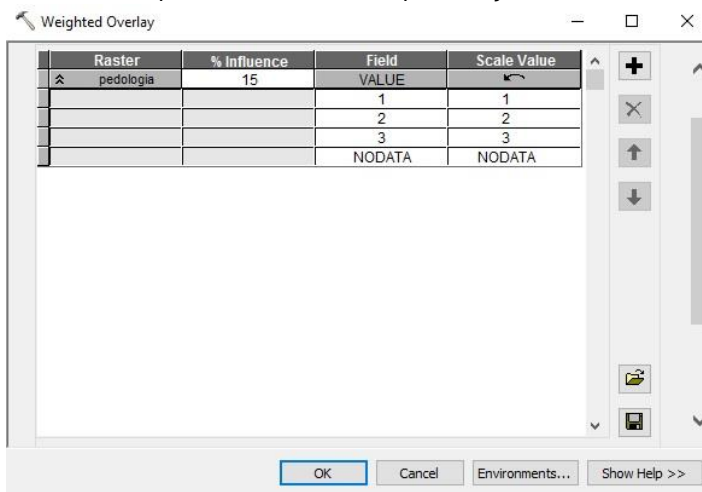 Weighted Overlay
Raster % Influence Field Scale Value
pedologia 15 VALUE
1 1
2 2
3 3
NODATA NODATA
OK Cancel Environments... Show Help >>